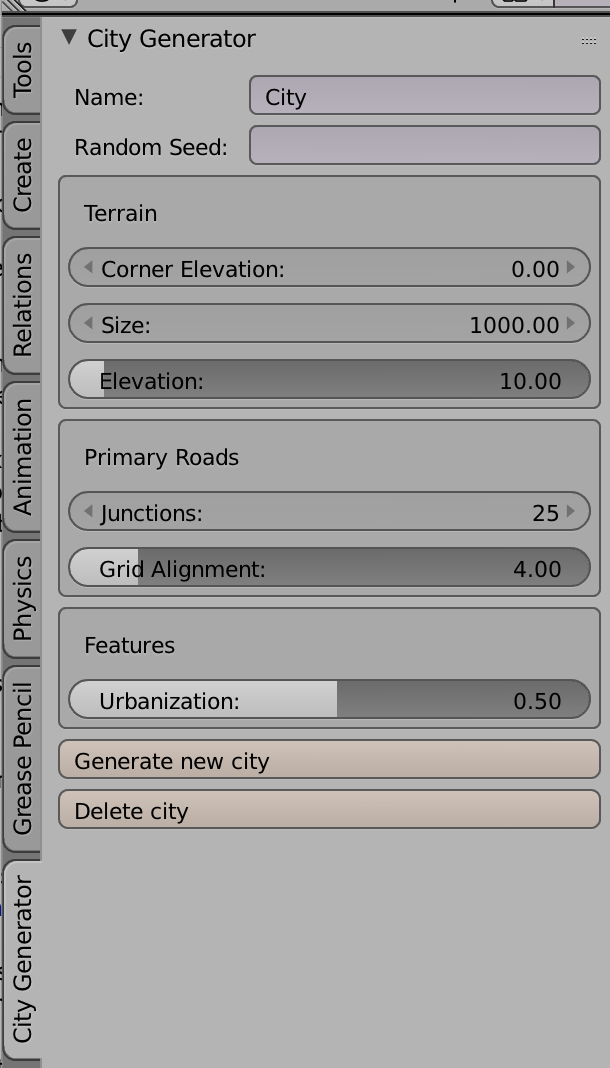 City Generator
Name: City
Random Seed:
Terrain
Corner Elevation: 0.00
Size: 1000.00
Elevation: 10.00
Primary Roads
Junctions: 25
Grid Alignment: 4.00
Features
Urbanization: 0.50
Generate new city
Delete city
Tools
Create
Relations
Animation
Physics
Grease Pencil
City Generator